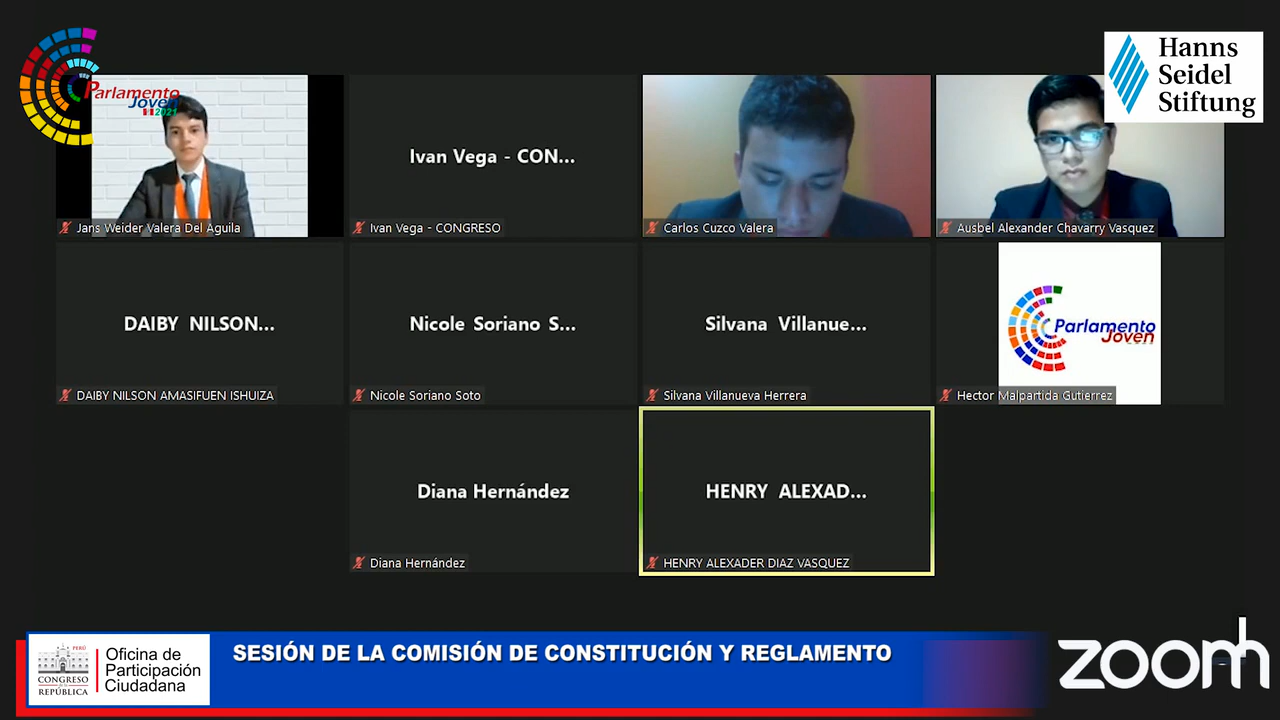 Parlamento
Joven
2021
Hanns
Seidel
Stiftung
Jans Weider Valera Del Aguila
Ivan Vega - CON...
Ivan Vega - CONGRESO
Carlos Cuzco Valera
Ausbel Alexander Chavarry Vasquez
DAIBY NILSON...
DAIBY NILSON AMASIFUEN ISHUIZA
Nicole Soriano S...
Nicole Soriano Soto
Silvana Villanue...
Silvana Villanueva Herrera
Parlamento
Joven
Hector Malpartida Gutierrez
Diana Hernández
Diana Hernández
HENRY ALEXAD...
HENRY ALEXADER DIAZ VASQUEZ
PERÚ
CONGRESO
de la
REPÚBLICA
Oficina de
Participación
Ciudadana
SESIÓN DE LA COMISIÓN DE CONSTITUCIÓN Y REGLAMENTO
zoom